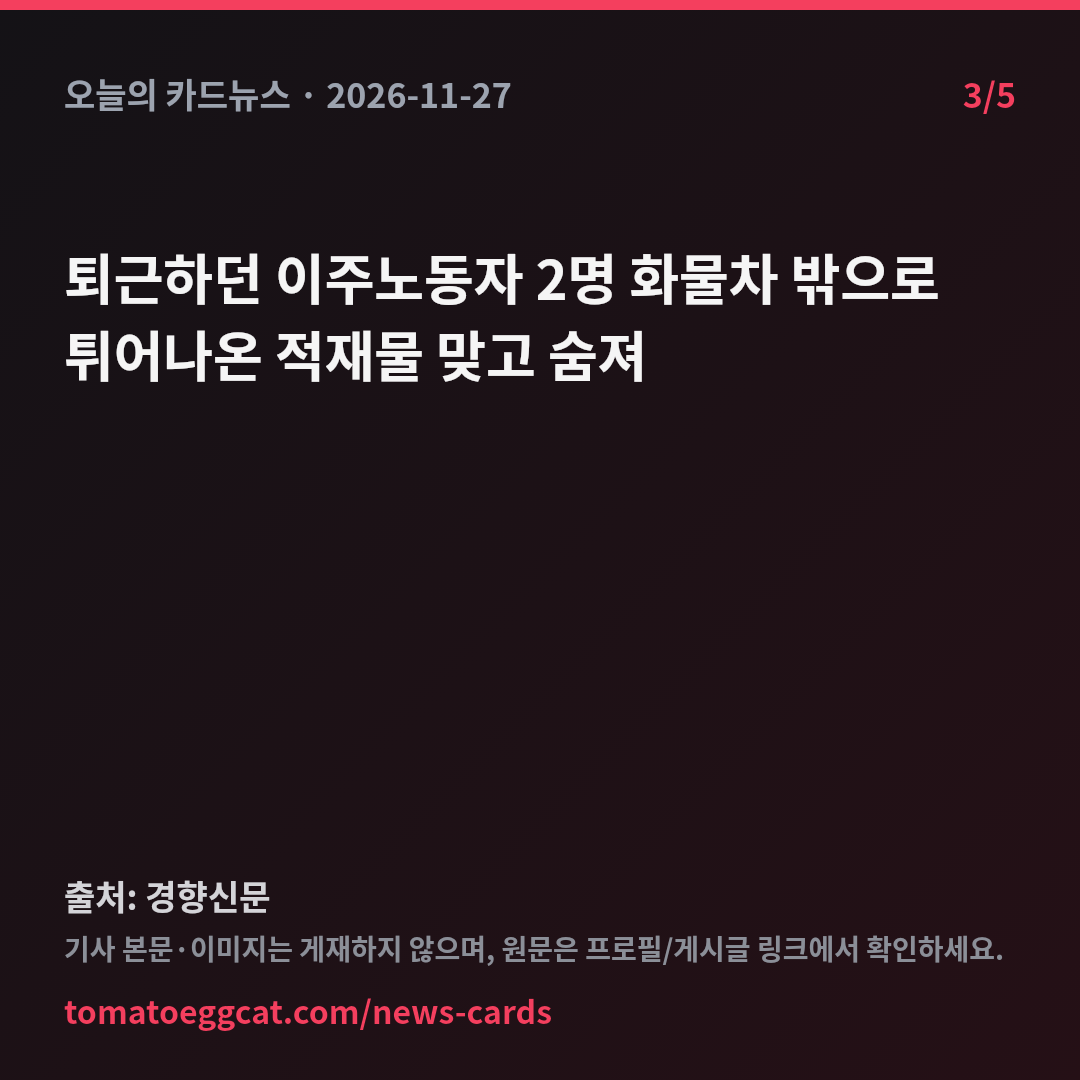 오늘의 카드뉴스 · 2026-11-27
3/5
퇴근하던 이주노동자 2명 화물차 밖으로
튀어나온 적재물 맞고 숨져
출처: 경향신문
기사 본문·이미지는 게재하지 않으며, 원문은 프로필/게시글 링크에서 확인하세요.
tomatoeggcat.com/news-cards